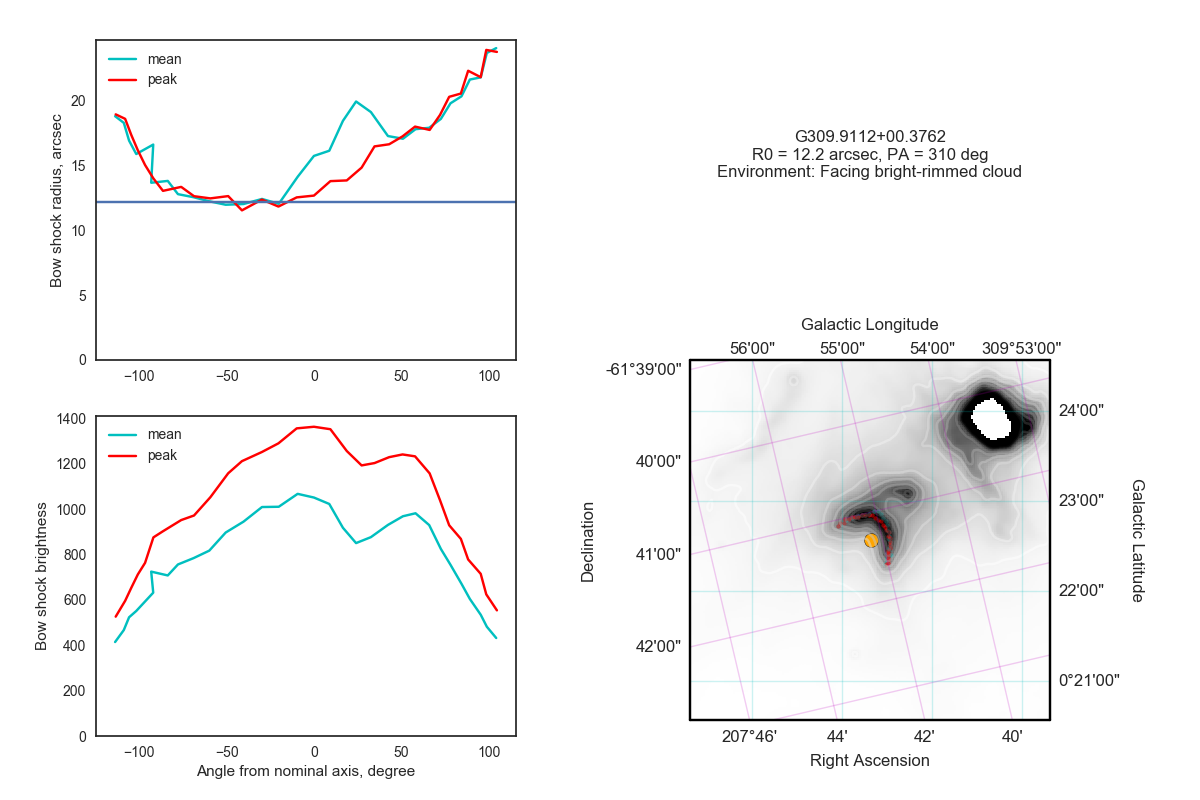 mean
peak
20
15
10
5
0
Bow shock radius, arcsec
−100
−50
0
50
100
G309.9112+00.3762
R0 = 12.2 arcsec, PA = 310 deg
Environment: Facing bright-rimmed cloud
mean
peak
1400
1200
1000
800
600
400
200
0
Bow shock brightness
−100
−50
0
50
100
Angle from nominal axis, degree
Galactic Longitude
56'00" 55'00" 54'00" 309°53'00"
-61°39'00"
40'00"
41'00"
42'00"
Declination
24'00"
23'00"
22'00"
0°21'00"
Galactic Latitude
207°46' 44' 42' 40'
Right Ascension